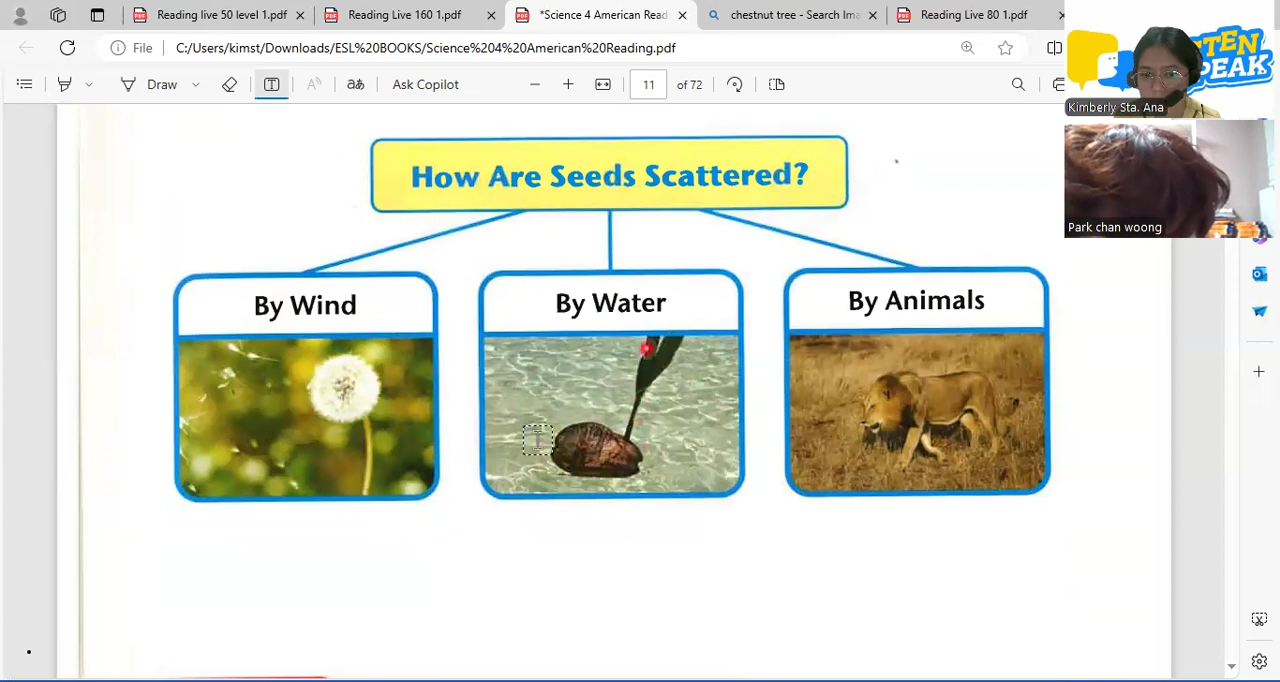 Reading live 50 level 1.pdf
Reading Live 160 1.pdf
*Science 4 American Read
chestnut tree - Search Ima
Reading Live 80 1.pdf
File
C:/Users/kimst/Downloads/ESL%20BOOKS/Science%204%20American%20Reading.pdf
Draw
Ask Copilot
11
of 72
TEN
PEAK
Kimberly Sta. Ana
Park chan woong
How Are Seeds Scattered?
By Wind
By Water
By Animals